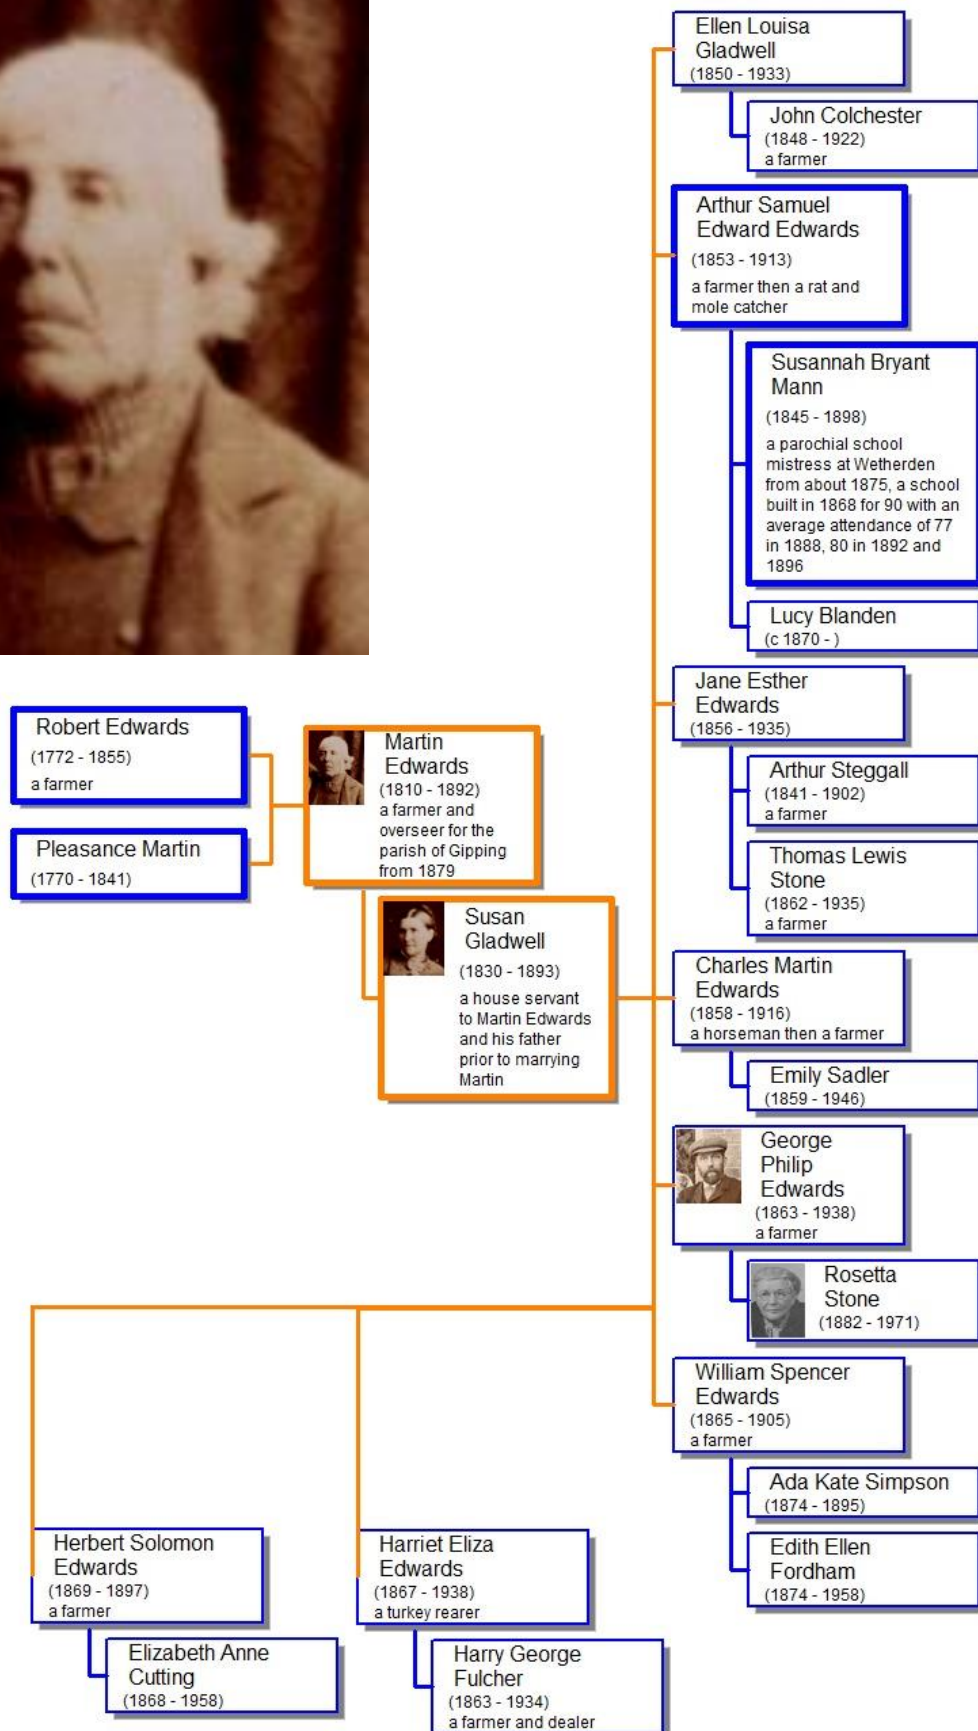 Ellen Louisa
Gladwell
(1850 - 1933)
John Colchester
(1848 - 1922)
a farmer
Arthur Samuel
Edward Edwards
(1853 - 1913)
a farmer then a rat and
mole catcher
Susannah Bryant
Mann
(1845 - 1898)
a parochial school
mistress at Wetherden
from about 1875, a school
built in 1868 for 90 with an
average attendance of 77
in 1888, 80 in 1892 and
1896
Lucy Blanden
(c 1870 - )
Robert Edwards
(1772 - 1855)
a farmer
Pleasance Martin
(1770 - 1841)
Martin
Edwards
(1810 - 1892)
a farmer and
overseer for the
parish of Gipping
from 1879
Susan
Gladwell
(1830 - 1893)
a house servant
to Martin Edwards
and his father
prior to marrying
Martin
Jane Esther
Edwards
(1856 - 1935)
Arthur Steggall
(1841 - 1902)
a farmer
Thomas Lewis
Stone
(1862 - 1935)
a farmer
Charles Martin
Edwards
(1858 - 1916)
a horseman then a farmer
Emily Sadler
(1859 - 1946)
George
Philip
Edwards
(1863 - 1938)
a farmer
Rosetta
Stone
(1882 - 1971)
William Spencer
Edwards
(1865 - 1905)
a farmer
Ada Kate Simpson
(1874 - 1895)
Edith Ellen
Fordham
(1874 - 1958)
Herbert Solomon
Edwards
(1869 - 1897)
a farmer
Elizabeth Anne
Cutting
(1868 - 1958)
Harriet Eliza
Edwards
(1867 - 1938)
a turkey rearer
Harry George
Fulcher
(1863 - 1934)
a farmer and dealer